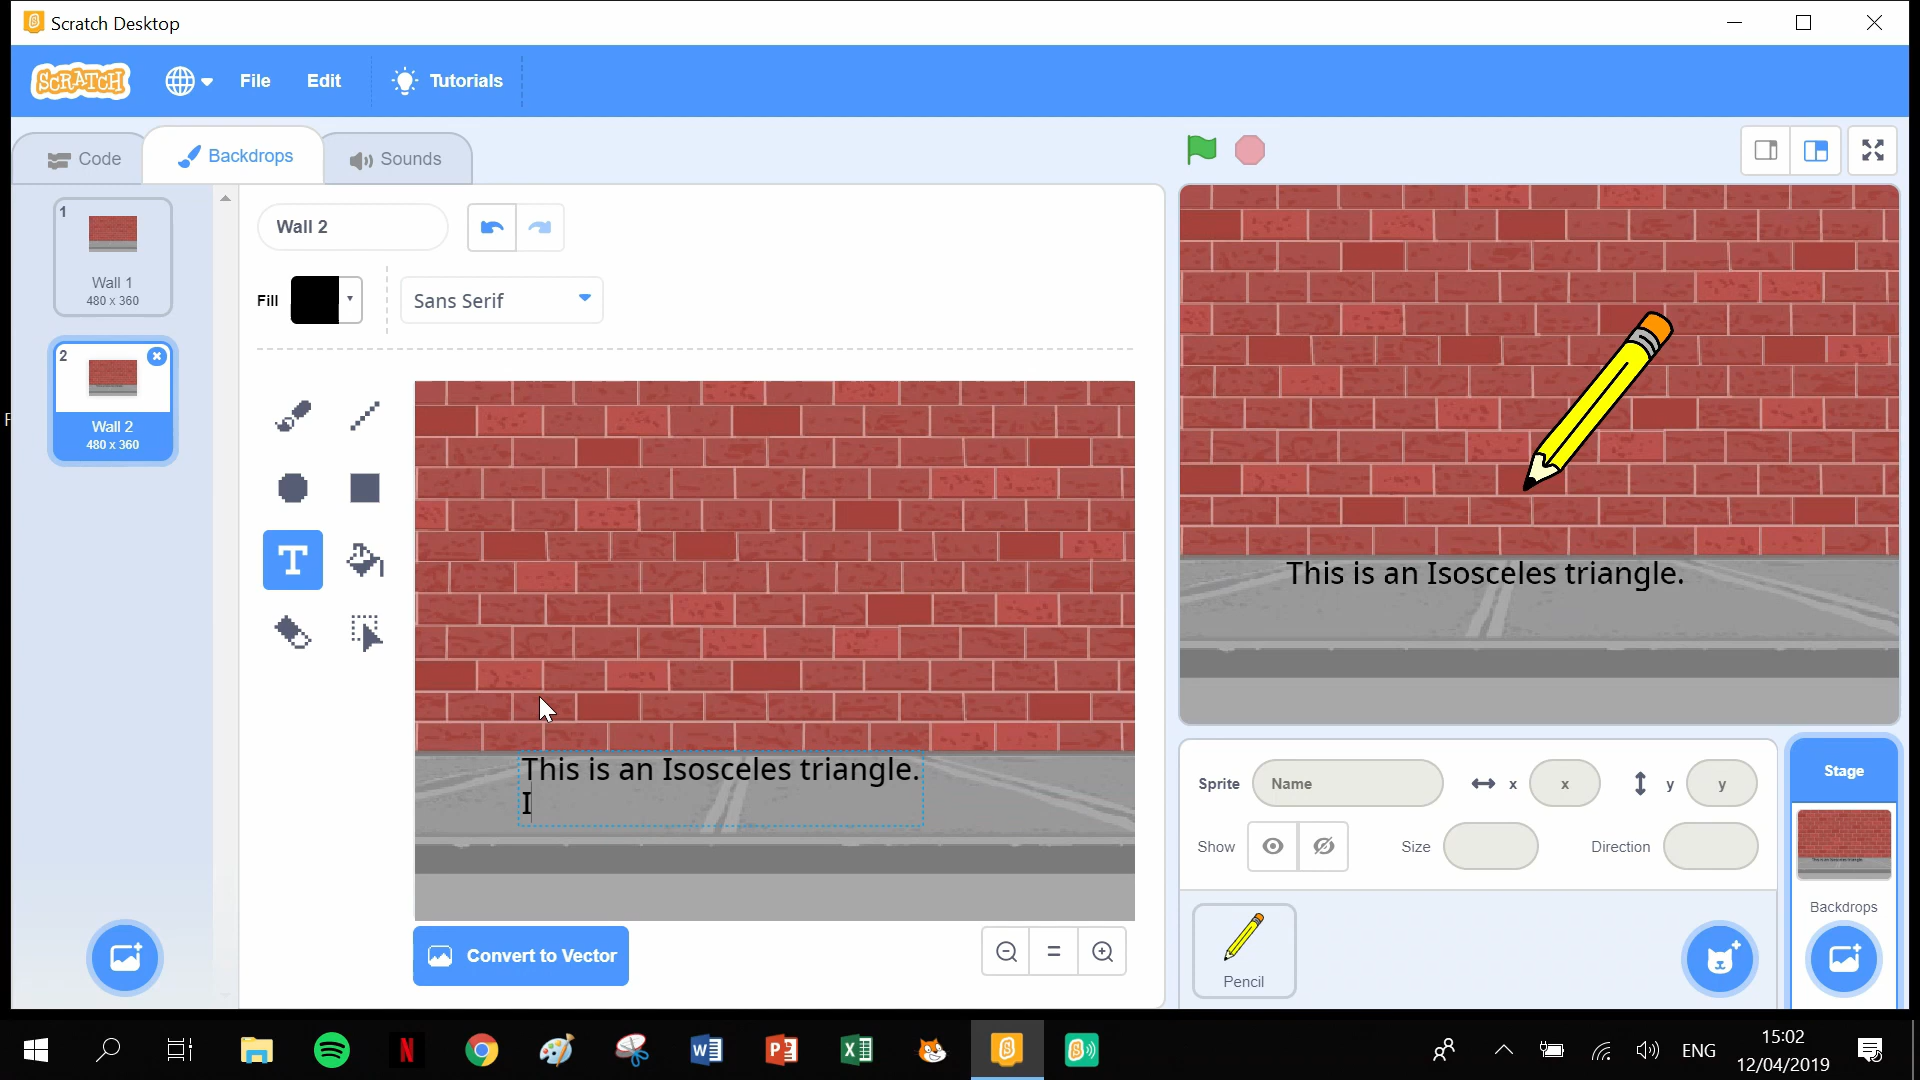 Scratch Desktop
SCRATCH
File
Edit
Tutorials
Code
Backdrops
Sounds
1
Wall 1
480 x 360
2
Wall 2
480 x 360
Wall 2
Fill
Sans Serif
T
This is an Isosceles triangle.
I
Convert to Vector
This is an Isosceles triangle.
Sprite
Name
x
x
y
y
Show
Size
Direction
Pencil
Stage
Backdrops
N
W
P
X
ENG
15:02
12/04/2019